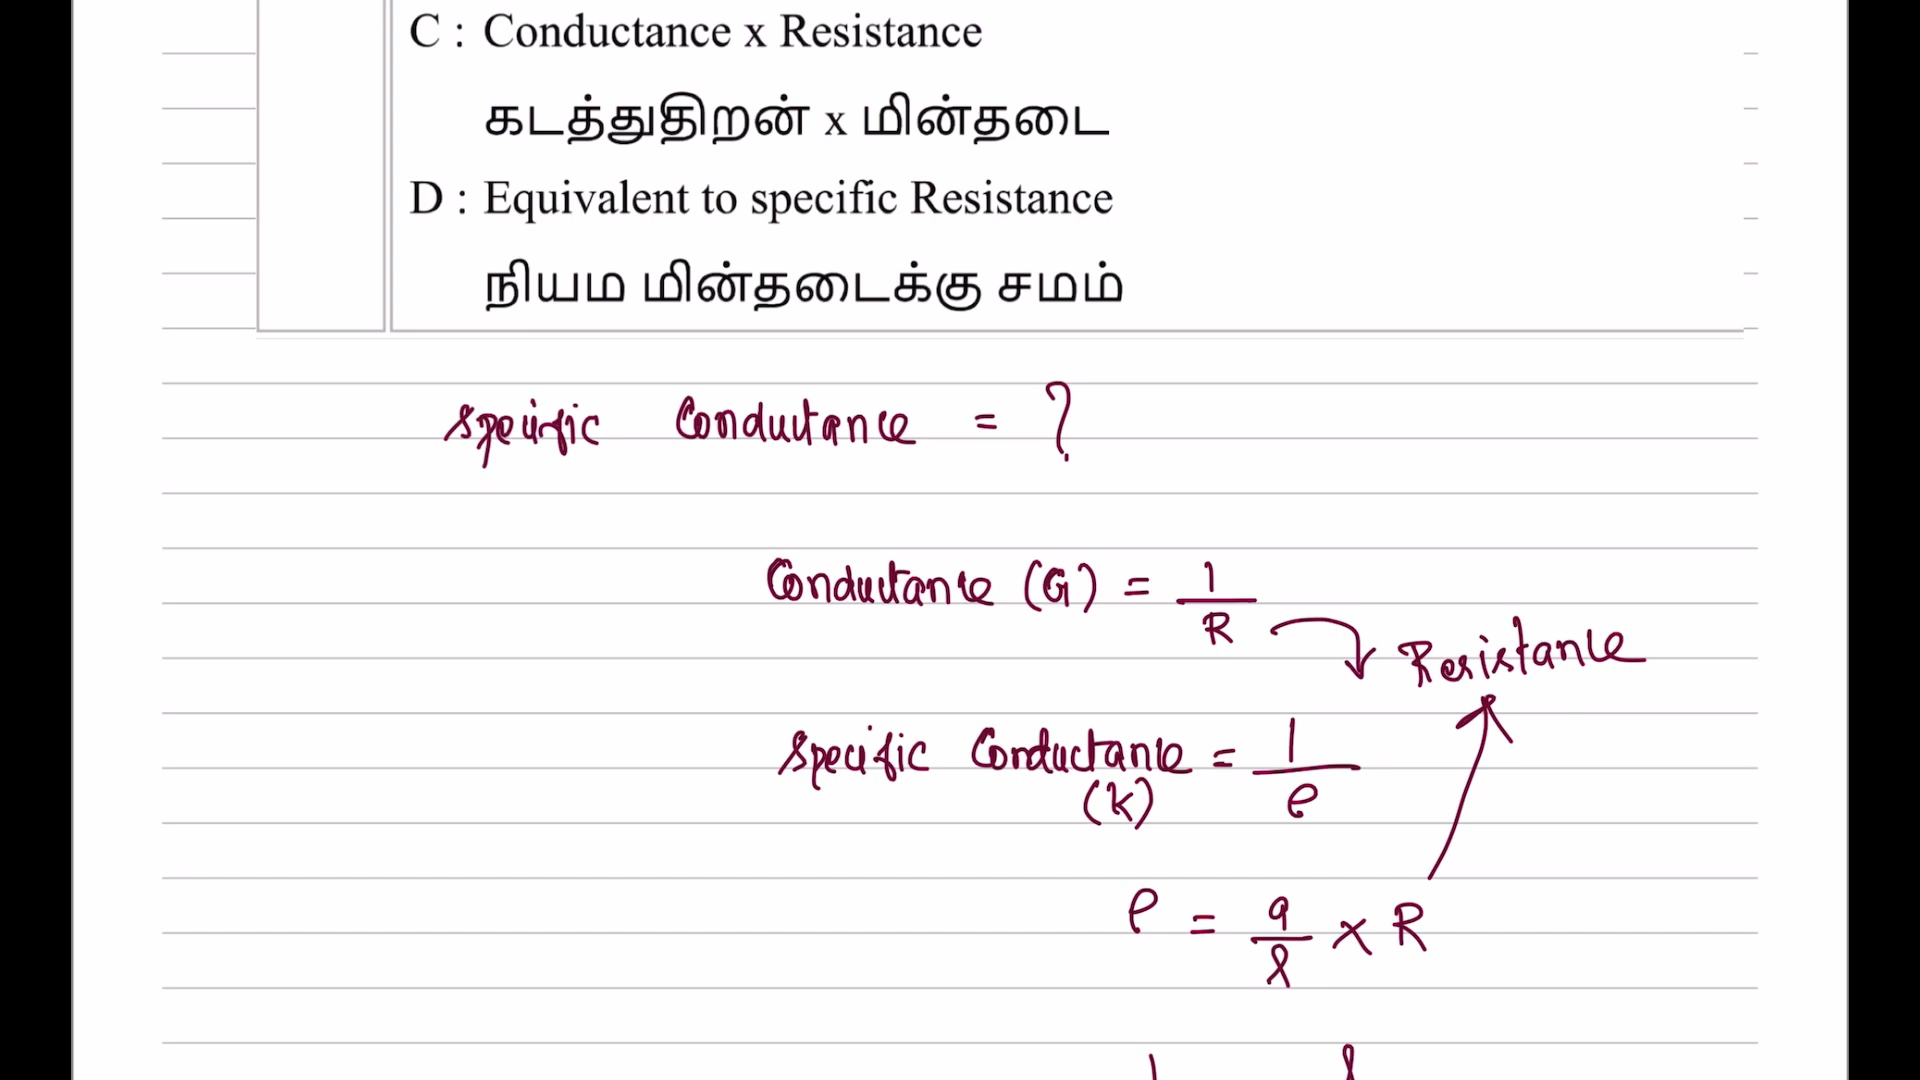 C : Conductance x Resistance
கடத்துதிறன் x மின்தடை
D : Equivalent to specific Resistance
நியம மின்தடைக்கு சமம்
Specific Conductance = ?
Conductance (G) = 1/R
Resistance
Specific Conductance = 1/ρ
(K)
ρ = a/l × R
1 l